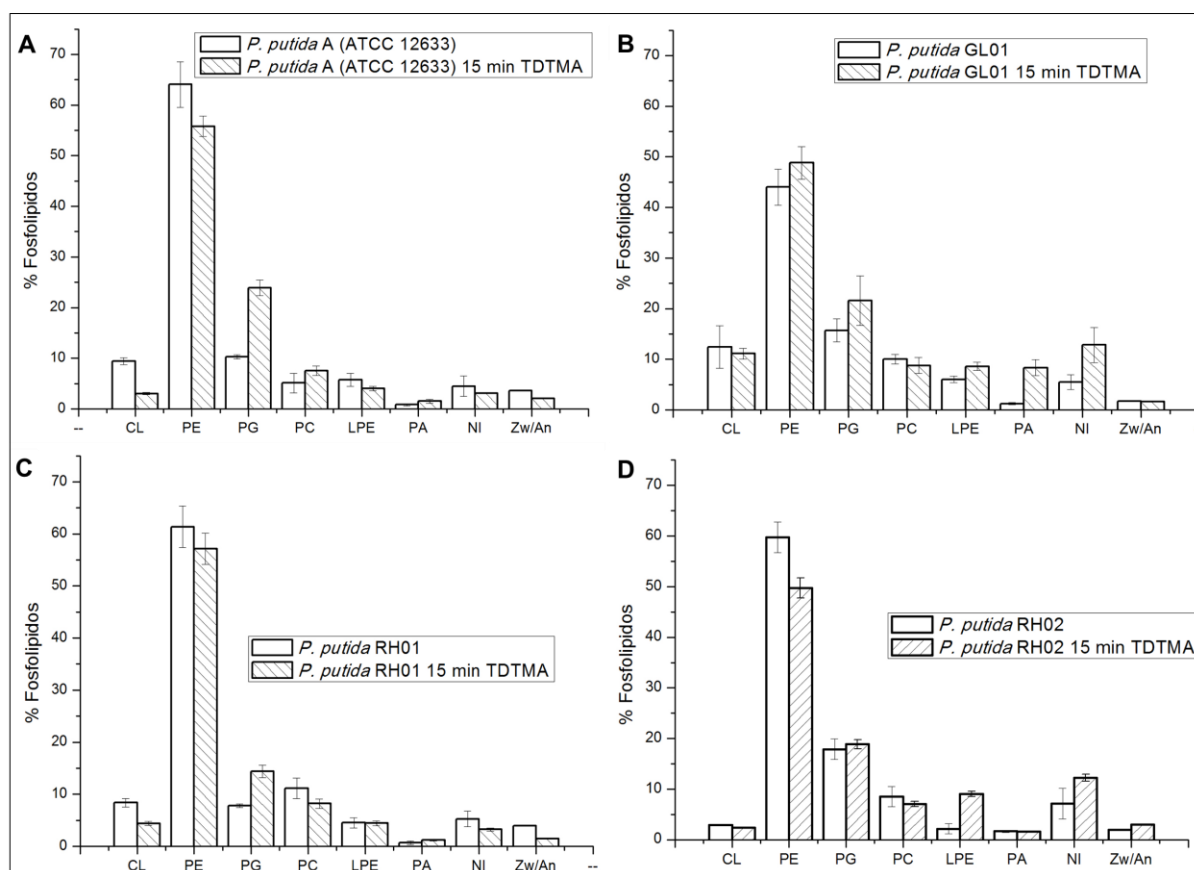 A
P. putida A (ATCC 12633)
P. putida A (ATCC 12633) 15 min TDTMA
% Fosfolipidos
70
60
50
40
30
20
10
0
--
CL PE PG PC LPE PA NI Zw/An
B
P. putida GL01
P. putida GL01 15 min TDTMA
% Fosfolipidos
70
60
50
40
30
20
10
0
CL PE PG PC LPE PA NI Zw/An
C
P. putida RH01
P. putida RH01 15 min TDTMA
% Fosfolipidos
70
60
50
40
30
20
10
0
CL PE PG PC LPE PA NI Zw/An --
D
P. putida RH02
P. putida RH02 15 min TDTMA
% Fosfolipidos
70
60
50
40
30
20
10
0
CL PE PG PC LPE PA NI Zw/An